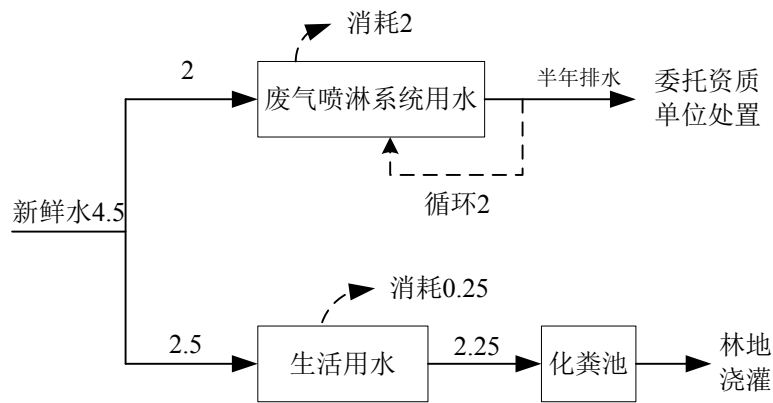 消耗2
2
废气喷淋系统用水
半年排水
委托资质
单位处置
循环2
新鲜水4.5
消耗0.25
2.5
生活用水
2.25
化粪池
林地
浇灌